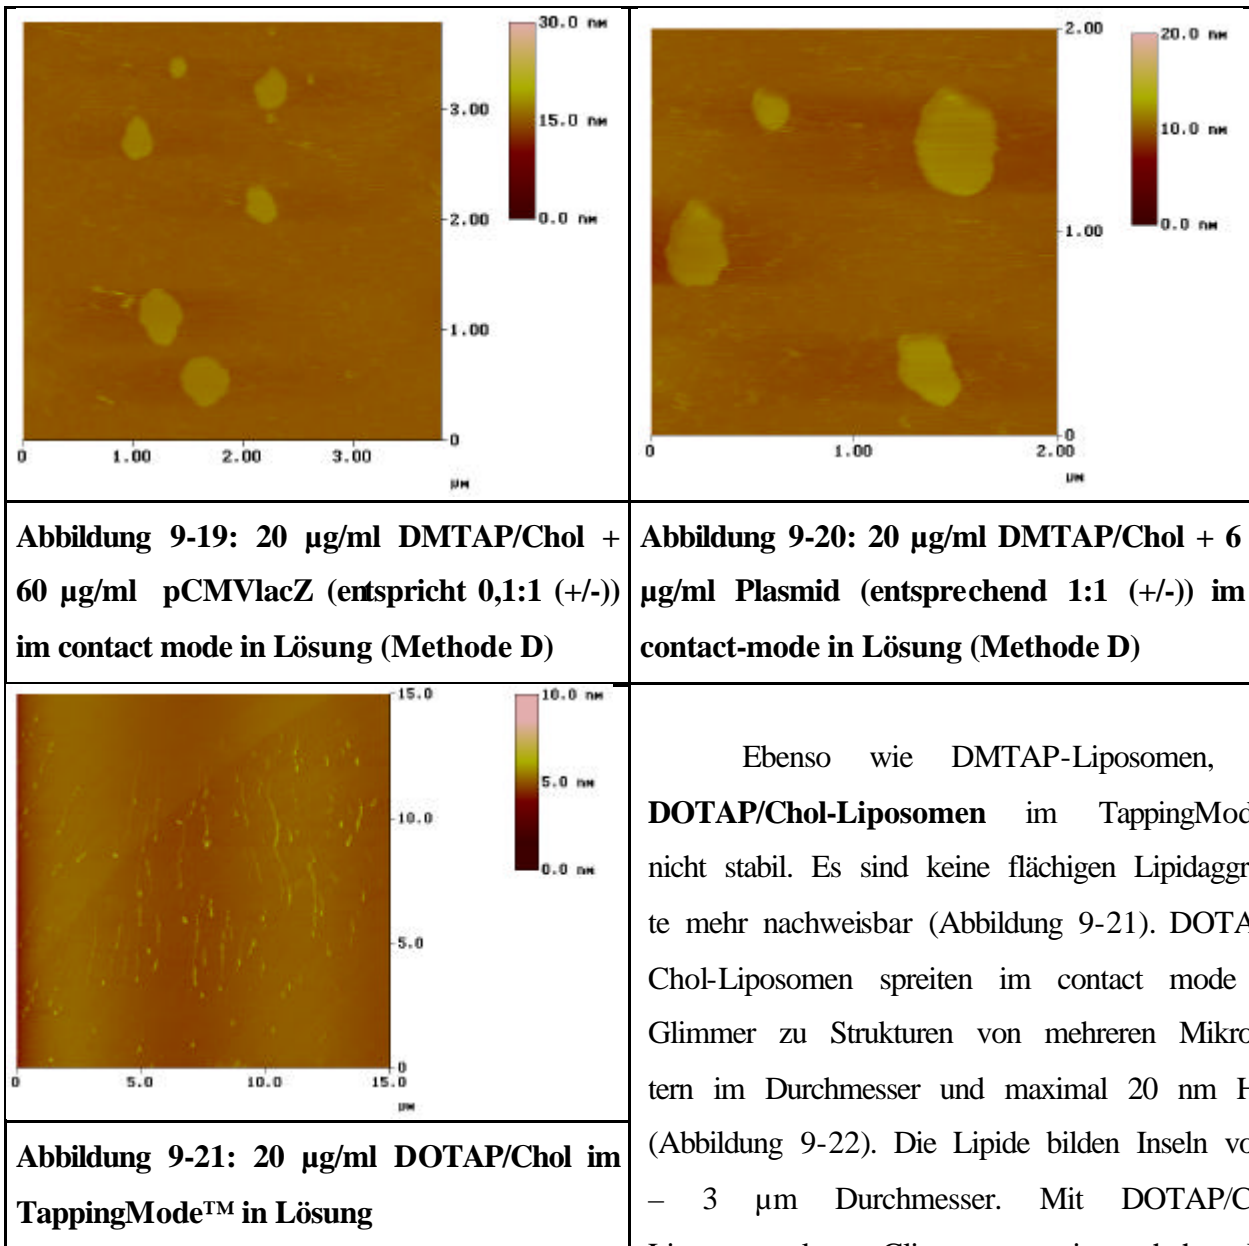 30.0 nm
15.0 nm
0.0 nm
3.00
2.00
1.00
0
0 1.00 2.00 3.00
µm
2.00
1.00
0
0 1.00 2.00
µm
20.0 nm
10.0 nm
0.0 nm
Abbildung 9-19: 20 µg/ml DMTAP/Chol +
60 µg/ml pCMVlacZ (entspricht 0,1:1 (+/-))
im contact mode in Lösung (Methode D)
Abbildung 9-20: 20 µg/ml DMTAP/Chol + 6
µg/ml Plasmid (entsprechend 1:1 (+/-)) im
contact-mode in Lösung (Methode D)
15.0
10.0
5.0
0
0 5.0 10.0 15.0
µm
10.0 nm
5.0 nm
0.0 nm
Abbildung 9-21: 20 µg/ml DOTAP/Chol im
TappingMode™ in Lösung
Ebenso wie DMTAP-Liposomen,
DOTAP/Chol-Liposomen im TappingMod
nicht stabil. Es sind keine flächigen Lipidaggr
te mehr nachweisbar (Abbildung 9-21). DOTA
Chol-Liposomen spreiten im contact mode
Glimmer zu Strukturen von mehreren Mikro
tern im Durchmesser und maximal 20 nm H
(Abbildung 9-22). Die Lipide bilden Inseln vo
– 3 µm Durchmesser. Mit DOTAP/C